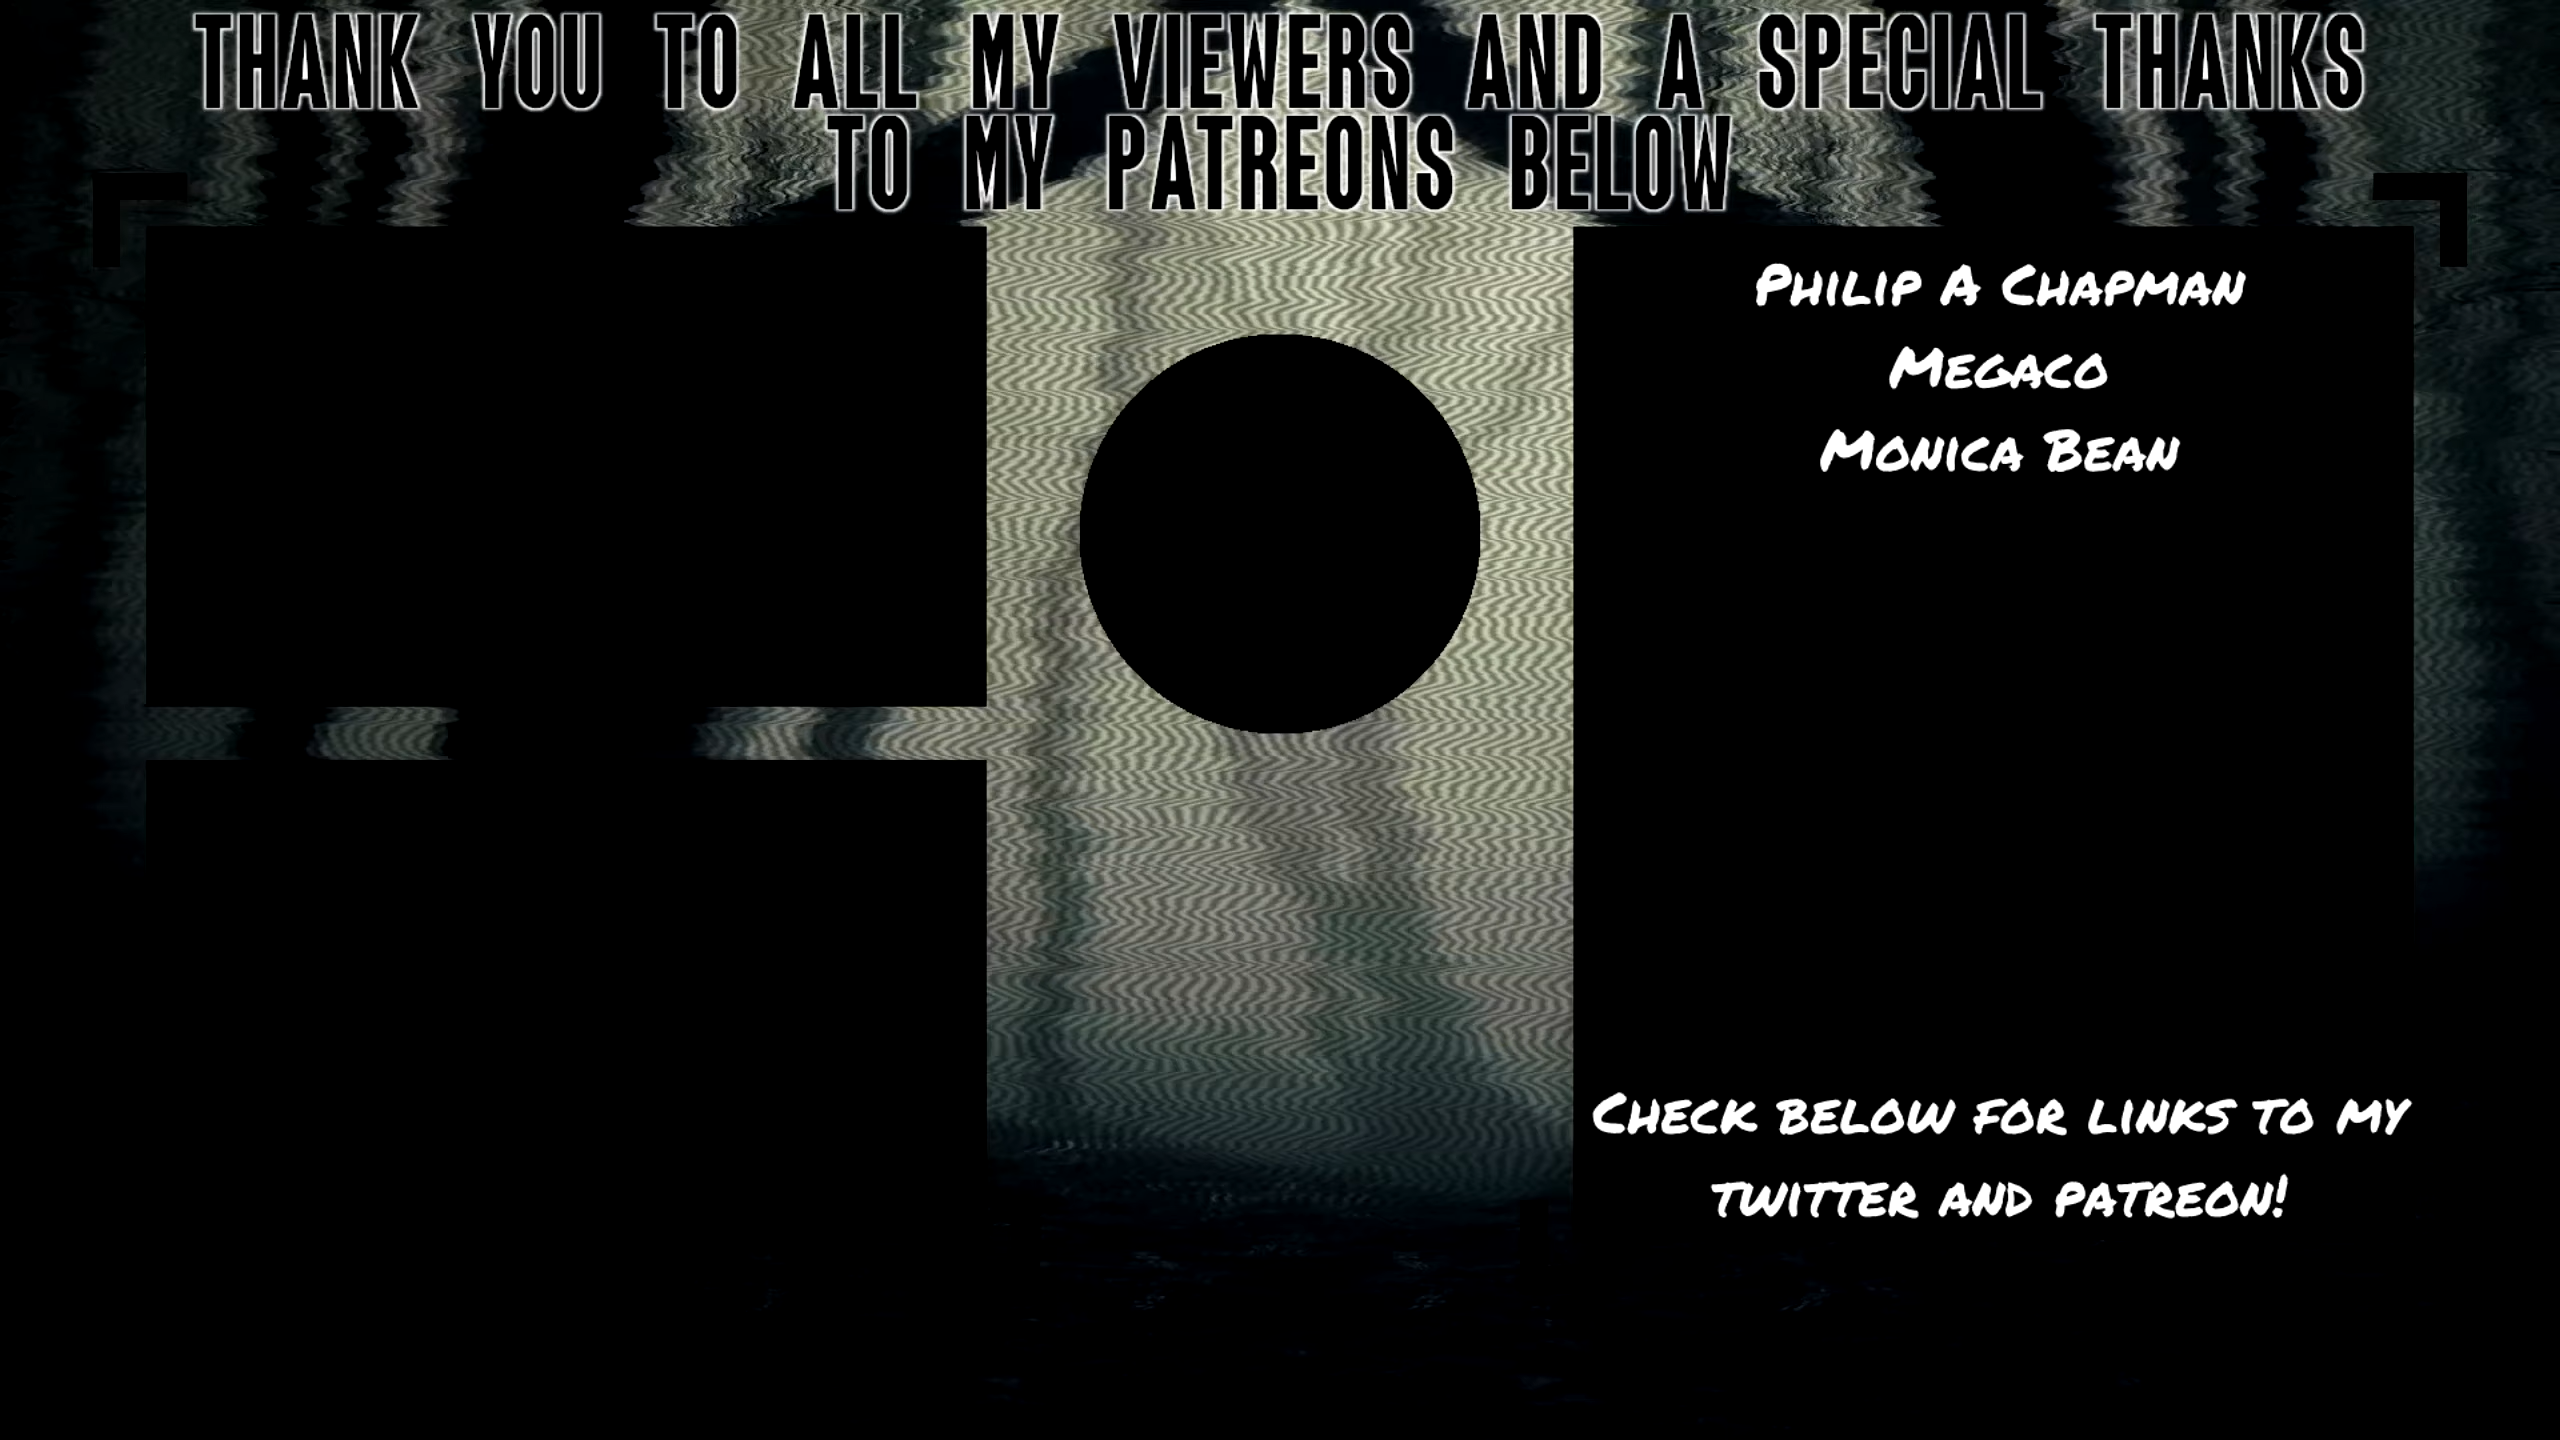 THANK YOU TO ALL MY VIEWERS AND A SPECIAL THANKS
TO MY PATREONS BELOW
Philip A Chapman
Megaco
Monica Bean
Check below for links to my
twitter and patreon!